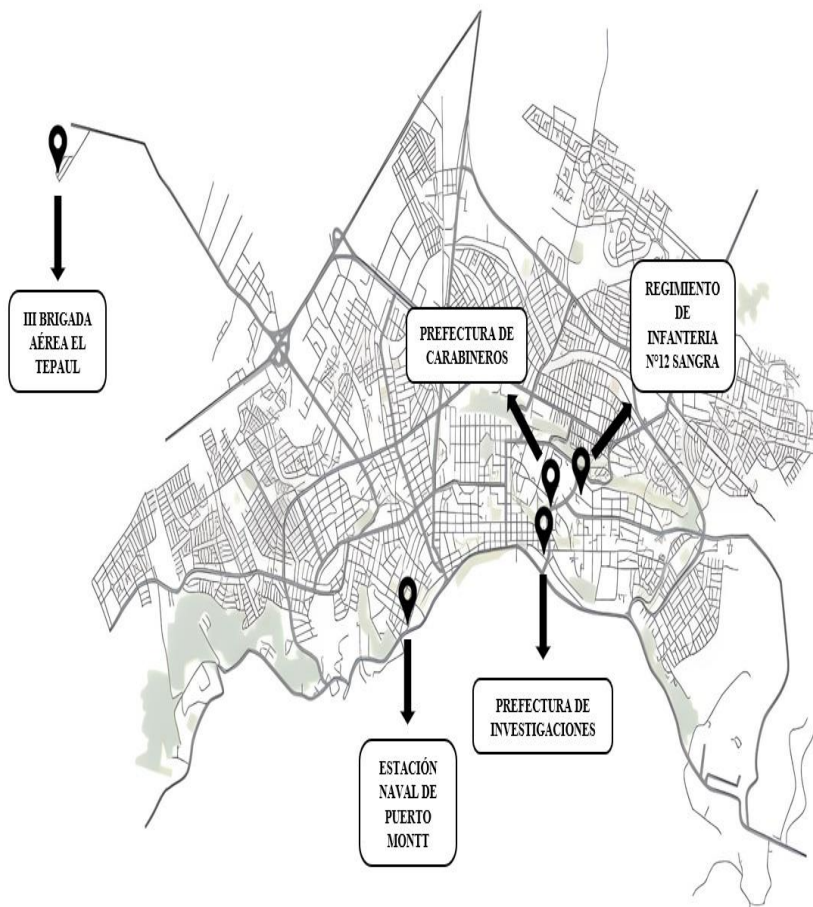 III BRIGADA
AÉREA EL
TEPAUL
PREFECTURA DE
CARABINEROS
REGIMIENTO
DE
INFANTERIA
Nº12 SANGRA
PREFECTURA DE
INVESTIGACIONES
ESTACIÓN
NAVAL DE
PUERTO
MONTT